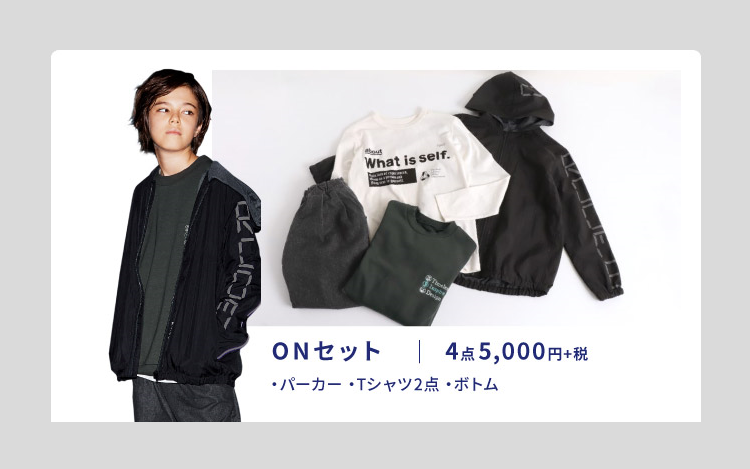 About
What is self.
ONセット | 4点5,000円+税
・パーカー ・Tシャツ2点 ・ボトム